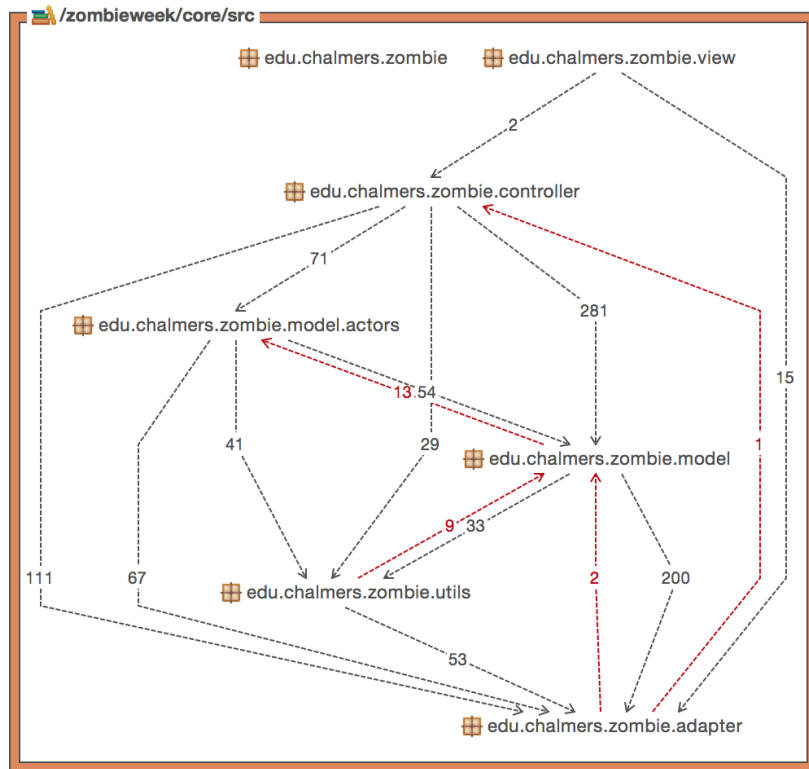 /zombieweek/core/src
edu.chalmers.zombie
edu.chalmers.zombie.view
2
edu.chalmers.zombie.controller
71
281
edu.chalmers.zombie.model.actors
15
13
54
41
29
1
edu.chalmers.zombie.model
9
33
111
67
2
200
edu.chalmers.zombie.utils
53
edu.chalmers.zombie.adapter